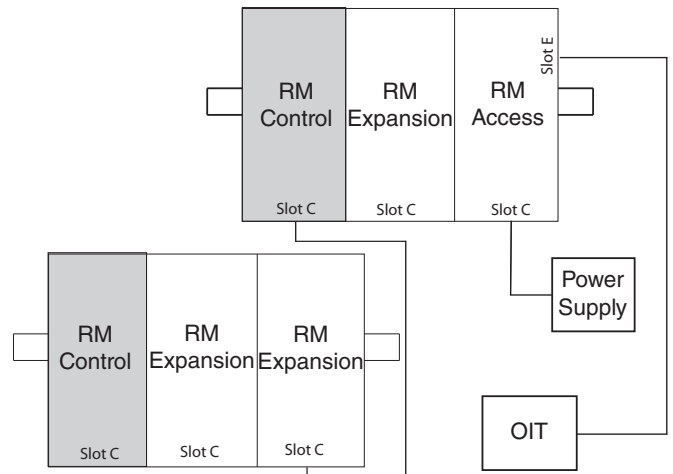 Slot E
RM
Control
RM
Expansion
RM
Access
Slot C
Slot C
Slot C
Power
Supply
RM
Control
RM
Expansion
RM
Expansion
Slot C
Slot C
Slot C
OIT